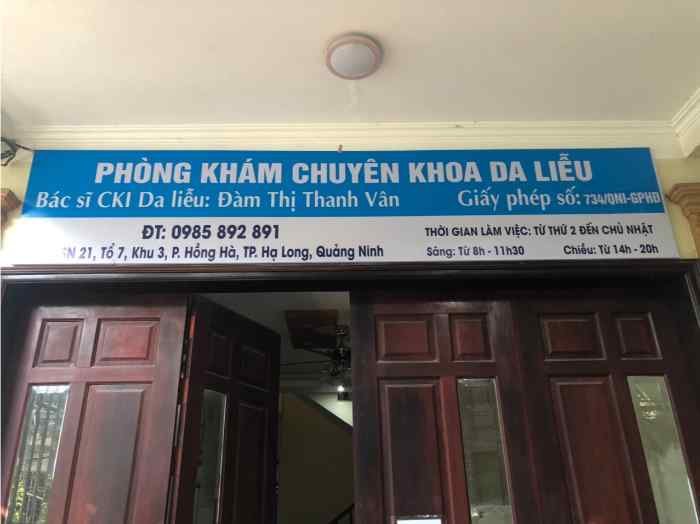 PHÒNG KHÁM CHUYÊN KHOA DA LIỄU
Bác sĩ CKI Da liễu: Đàm Thị Thanh Vân Giấy phép số: 734/QNI-GPHĐ
ĐT: 0985 892 891
SN 21, Tổ 7, Khu 3, P. Hồng Hà, TP. Hạ Long, Quảng Ninh
THỜI GIAN LÀM VIỆC: TỪ THỨ 2 ĐẾN CHỦ NHẬT
Sáng: Từ 8h - 11h30 Chiều: Từ 14h - 20h